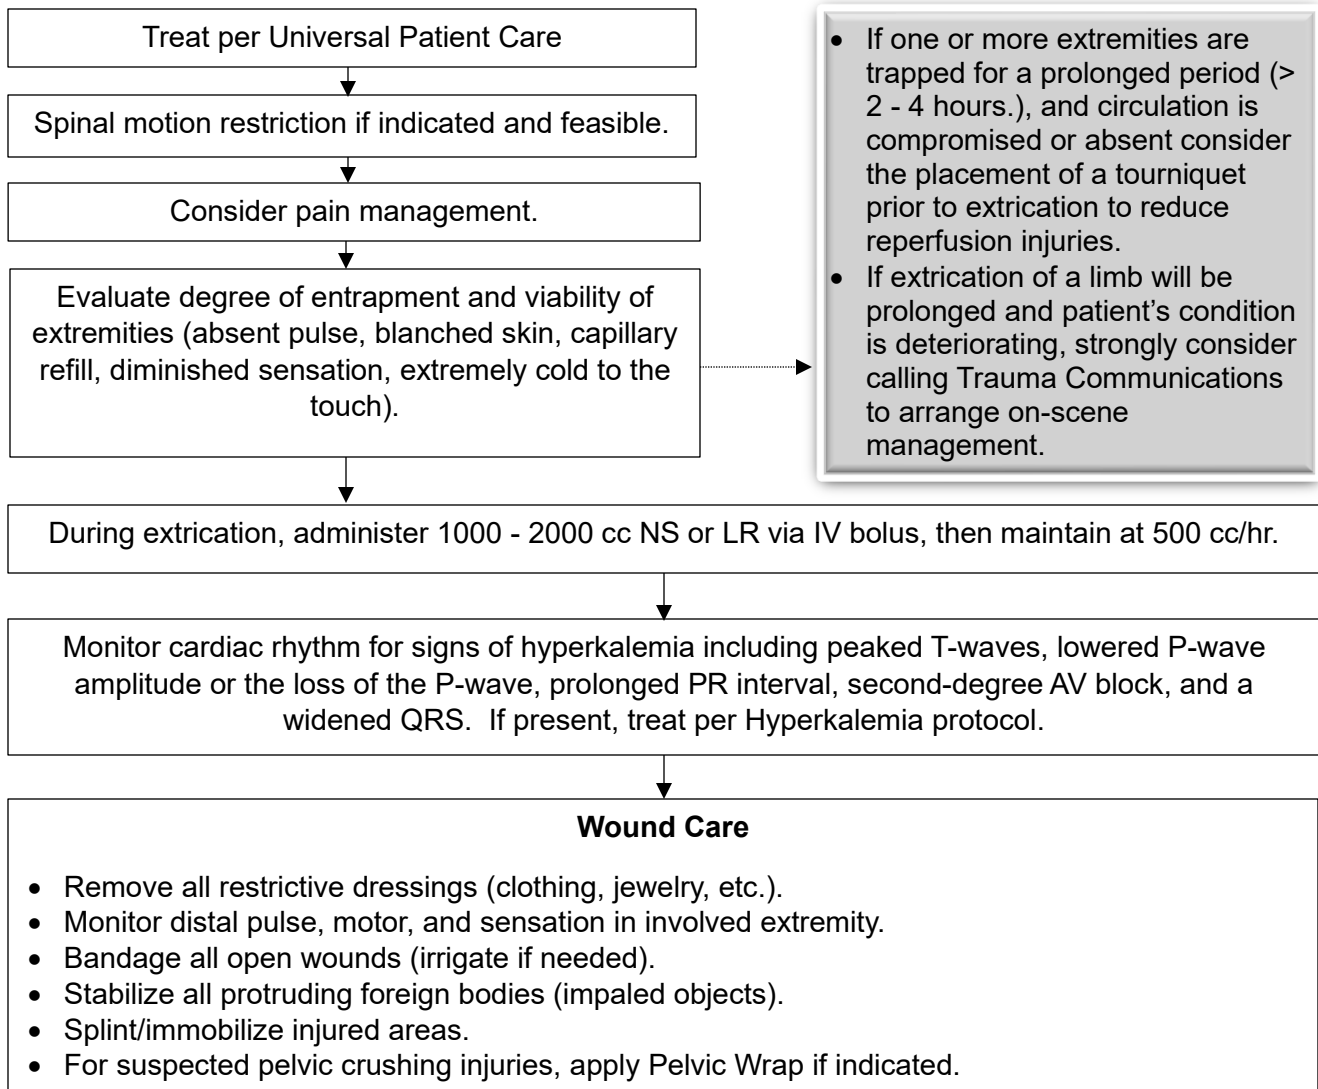 Treat per Universal Patient Care
Spinal motion restriction if indicated and feasible.
Consider pain management.
Evaluate degree of entrapment and viability of
extremities (absent pulse, blanched skin, capillary
refill, diminished sensation, extremely cold to the
touch).
• If one or more extremities are
trapped for a prolonged period (>
2 - 4 hours.), and circulation is
compromised or absent consider
the placement of a tourniquet
prior to extrication to reduce
reperfusion injuries.
• If extrication of a limb will be
prolonged and patient’s condition
is deteriorating, strongly consider
calling Trauma Communications
to arrange on-scene
management.
During extrication, administer 1000 - 2000 cc NS or LR via IV bolus, then maintain at 500 cc/hr.
Monitor cardiac rhythm for signs of hyperkalemia including peaked T-waves, lowered P-wave
amplitude or the loss of the P-wave, prolonged PR interval, second-degree AV block, and a
widened QRS.  If present, treat per Hyperkalemia protocol.
Wound Care
• Remove all restrictive dressings (clothing, jewelry, etc.).
• Monitor distal pulse, motor, and sensation in involved extremity.
• Bandage all open wounds (irrigate if needed).
• Stabilize all protruding foreign bodies (impaled objects).
• Splint/immobilize injured areas.
• For suspected pelvic crushing injuries, apply Pelvic Wrap if indicated.